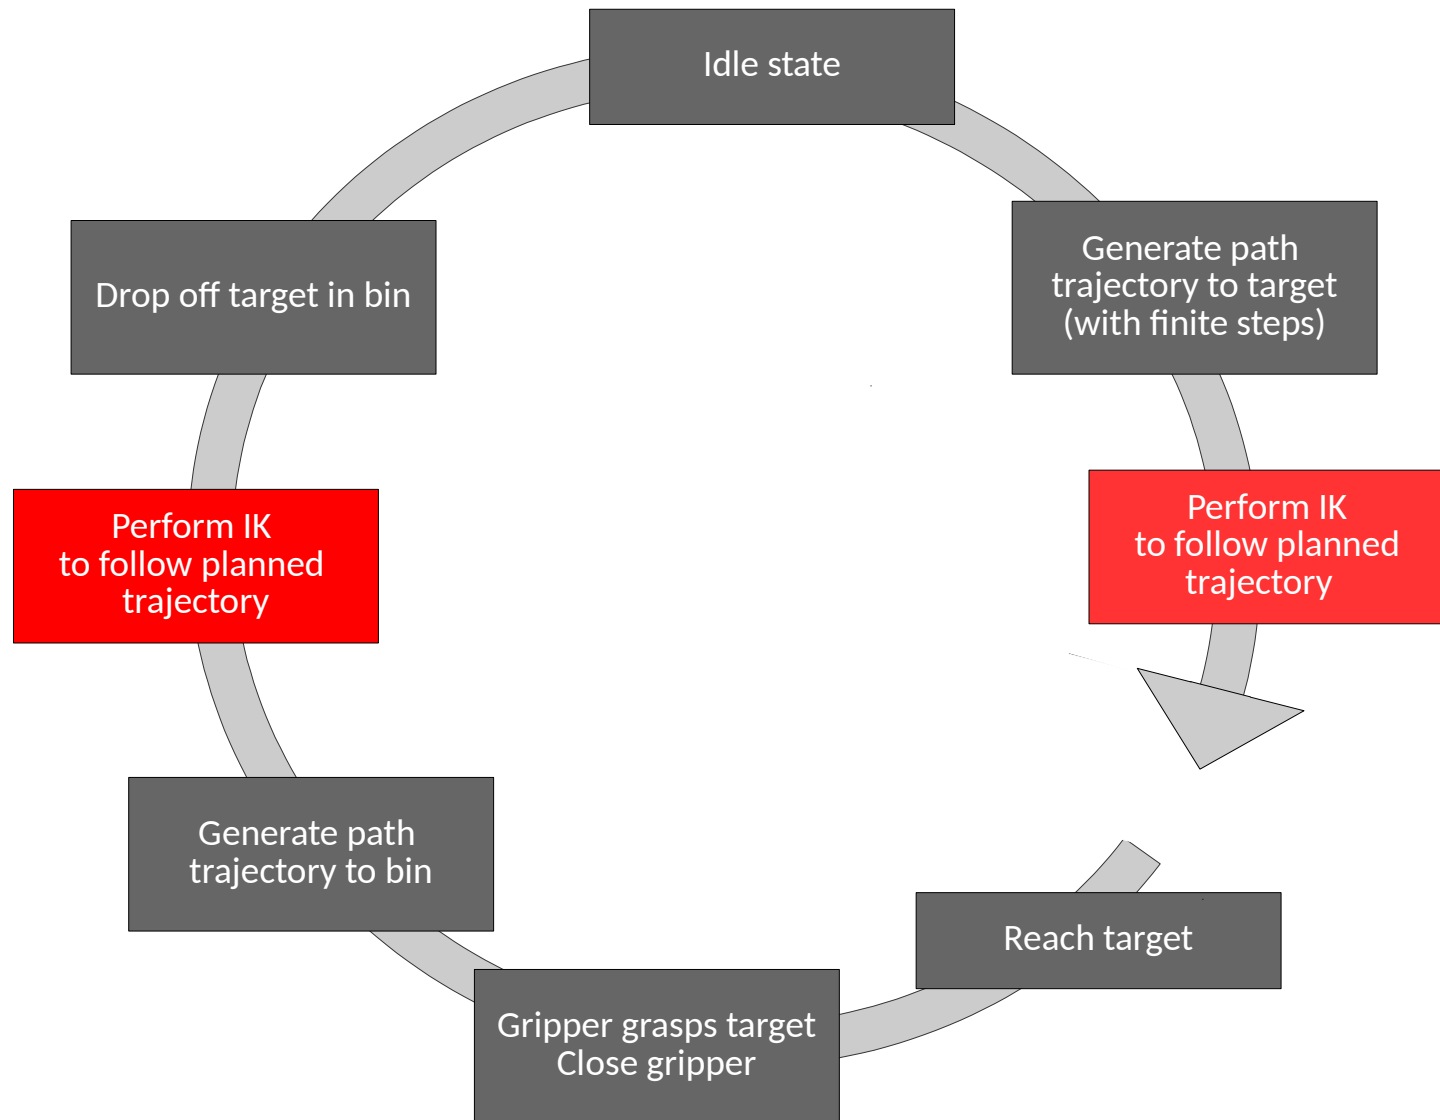 Idle state
Generate path
trajectory to target
(with finite steps)
Perform IK
to follow planned
trajectory
Reach target
Gripper grasps target
Close gripper
Generate path
trajectory to bin
Perform IK
to follow planned
trajectory
Drop off target in bin